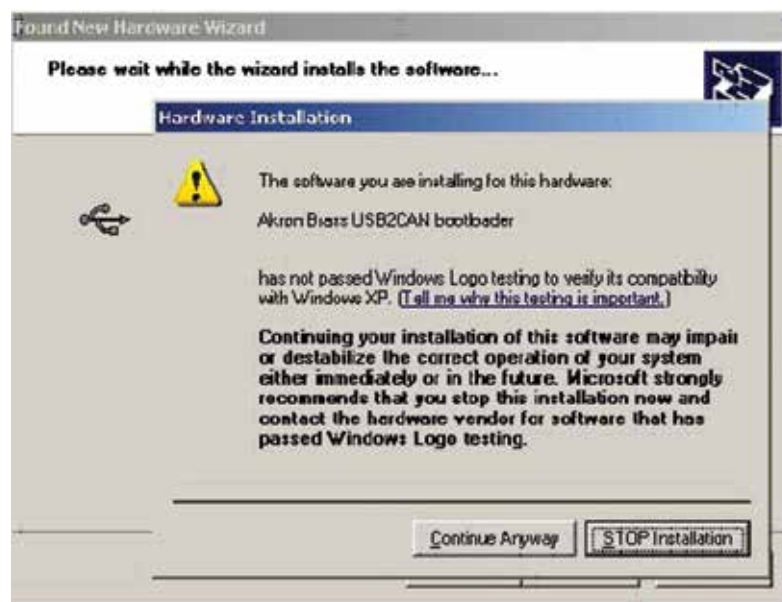 Found New Hardware Wizard
Please wait while the wizard installs the software...
Hardware Installation
The software you are installing for this hardware:
Akron Brass USB2CAN bootloader
has not passed Windows Logo testing to verify its compatibility
with Windows XP. (Tell me why this testing is important.)
Continuing your installation of this software may impair
or destabilize the correct operation of your system
either immediately or in the future. Microsoft strongly
recommends that you stop this installation now and
contact the hardware vendor for software that has
passed Windows Logo testing.
Continue Anyway
STOP Installation